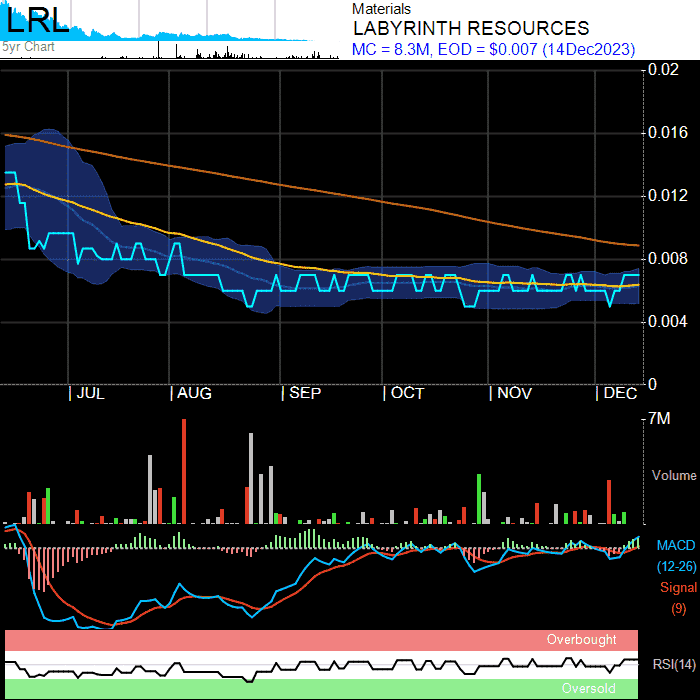 LRL
5yr Chart
Materials
LABYRINTH RESOURCES
MC = 8.3M, EOD = $0.007 (14Dec2023)
0.02
0.016
0.012
0.008
0.004
0
JUL AUG SEP OCT NOV DEC
7M
Volume
MACD
(12-26)
Signal
(9)
Overbought
RSI(14)
Oversold